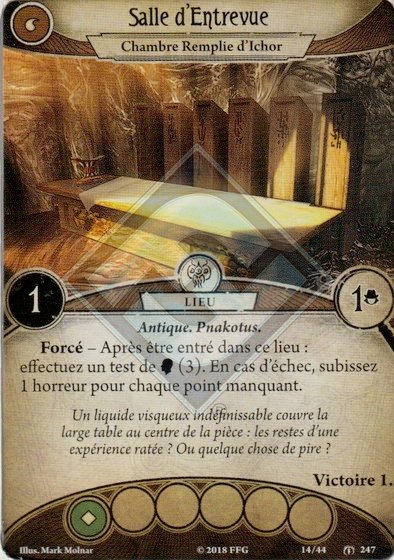 Salle d'Entrevue
Chambre Remplie d'Ichor
1
LIEU
1
Antique. Pnakotus.
Forcé – Après être entré dans ce lieu :
effectuez un test de (3). En cas d'échec, subissez
1 horreur pour chaque point manquant.
Un liquide visqueux indéfinissable couvre la
large table au centre de la pièce : les restes d'une
expérience ratée ? Ou quelque chose de pire ?
Victoire 1.
Illus. Mark Molnar
© 2018 FFG
14/44
247